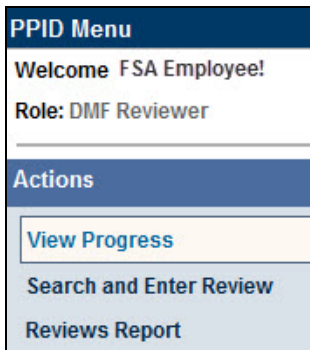 PPID Menu
Welcome FSA Employee!
Role: DMF Reviewer
Actions
View Progress
Search and Enter Review
Reviews Report